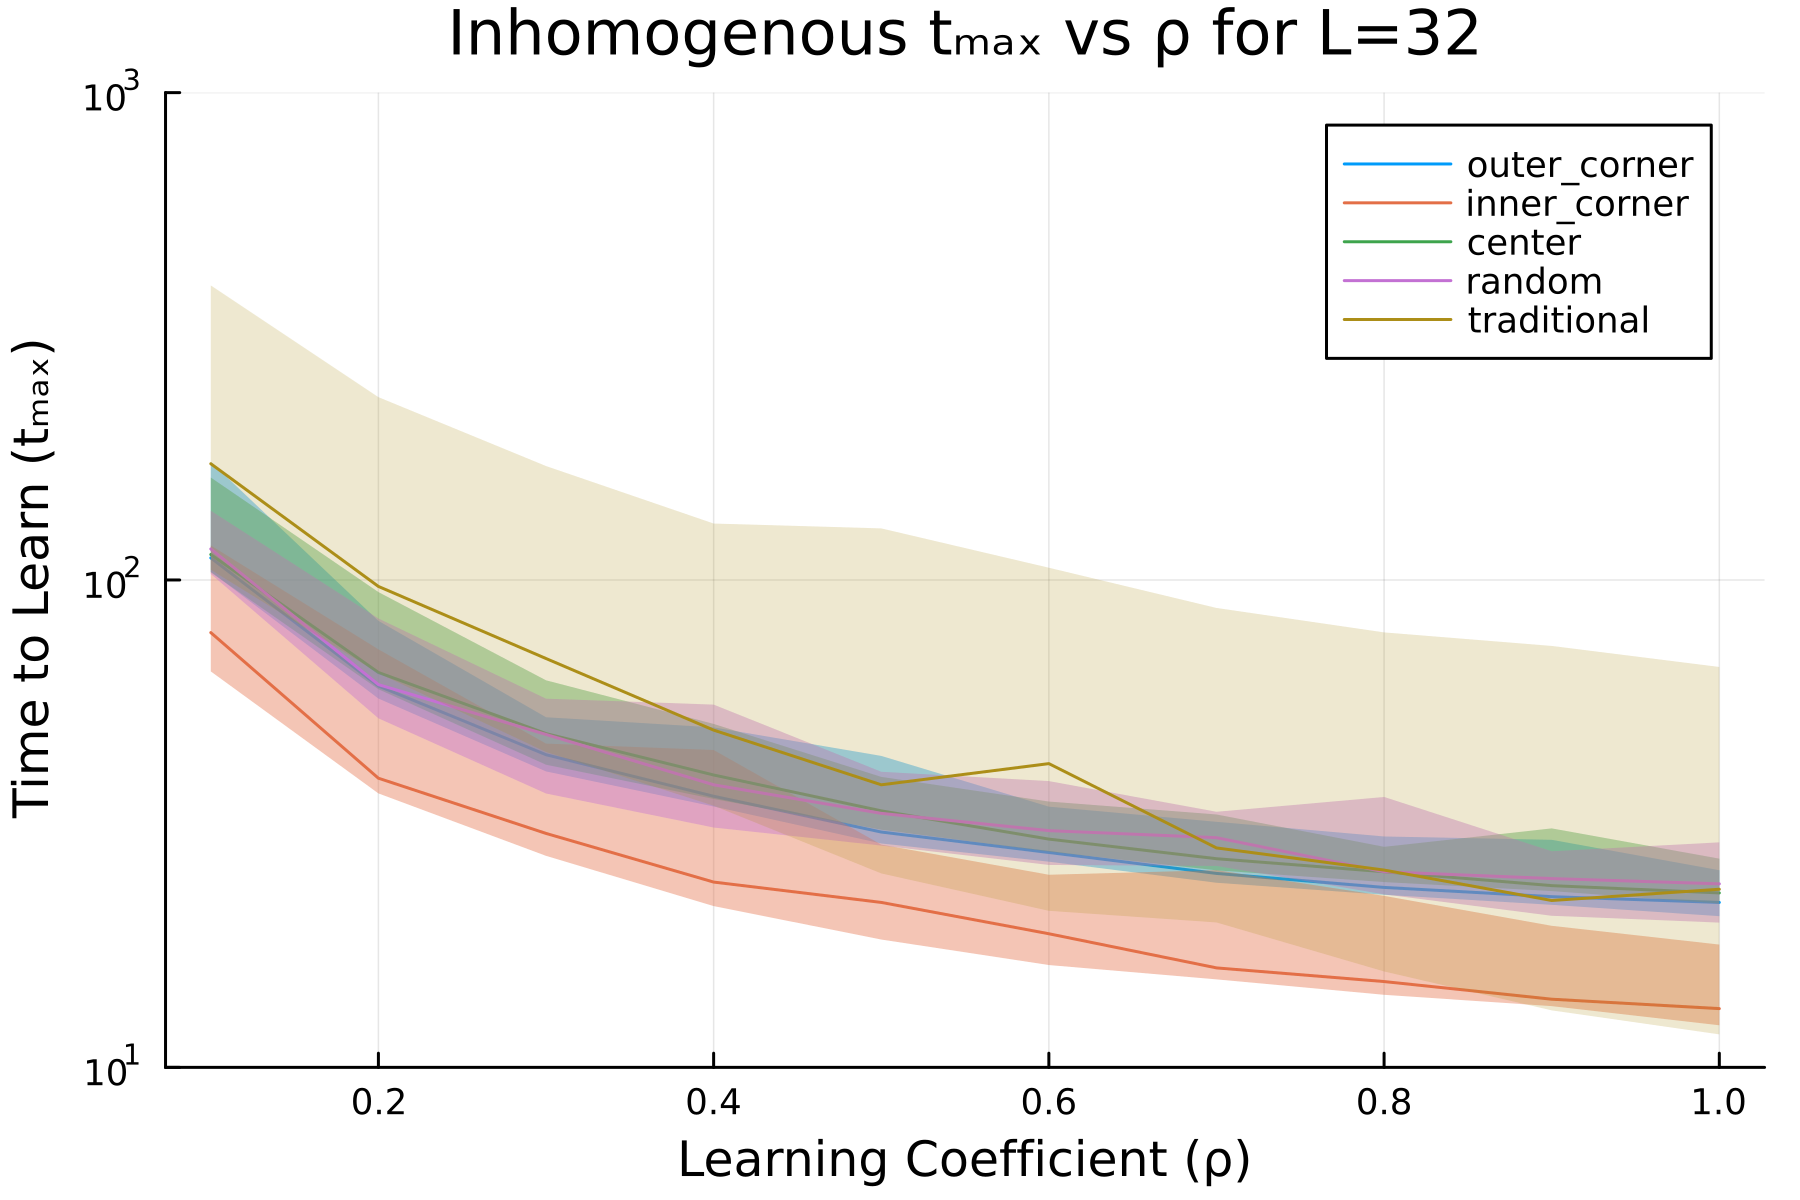 Inhomogenous tₘₐₓ vs ρ for L=32
10³
outer_corner
inner_corner
center
random
traditional
Time to Learn (tₘₐₓ)
10²
10¹
0.2 0.4 0.6 0.8 1.0
Learning Coefficient (ρ)